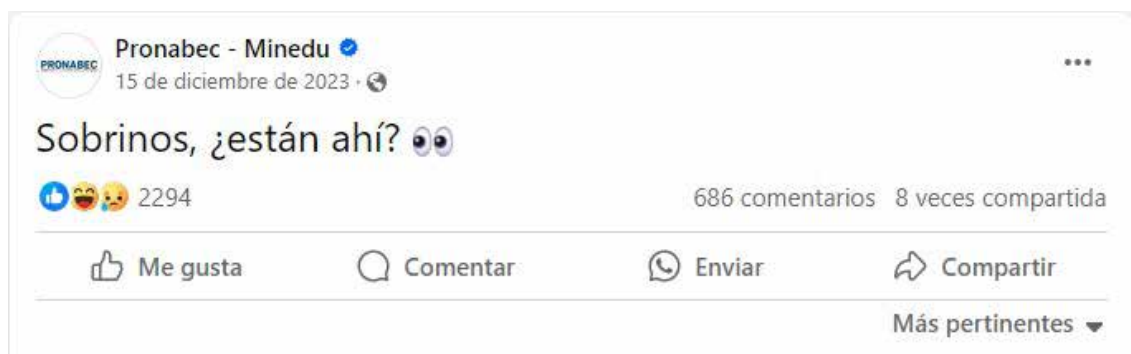 PRONABEC
Pronabec - Minedu
15 de diciembre de 2023 ·
Sobrinos, ¿están ahí? 👀
2294 686 comentarios 8 veces compartida
Me gusta Comentar Enviar Compartir
Más pertinentes